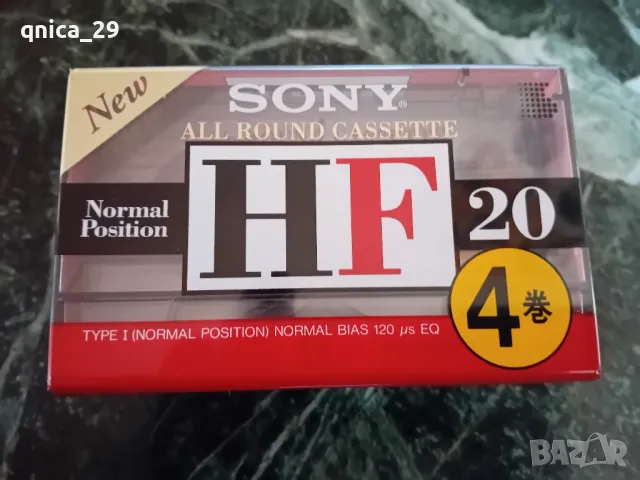 qnica_29
New
SONY®
ALL ROUND CASSETTE
Normal
Position
HF
20
4巻
TYPE I (NORMAL POSITION) NORMAL BIAS 120 μs EQ
BAZAR
bg